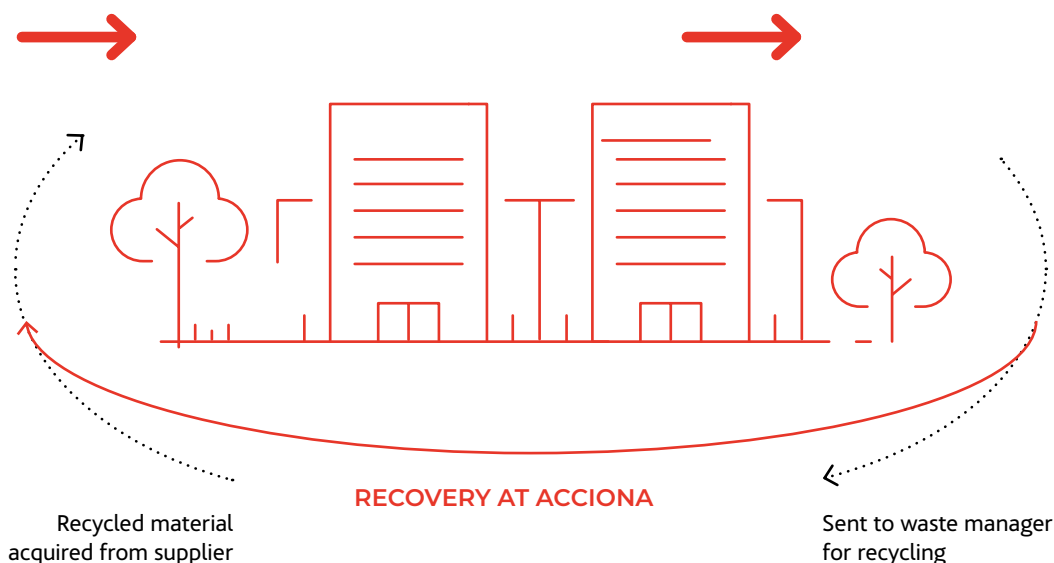 RECOVERY AT ACCIONA
Recycled material
acquired from supplier
Sent to waste manager
for recycling